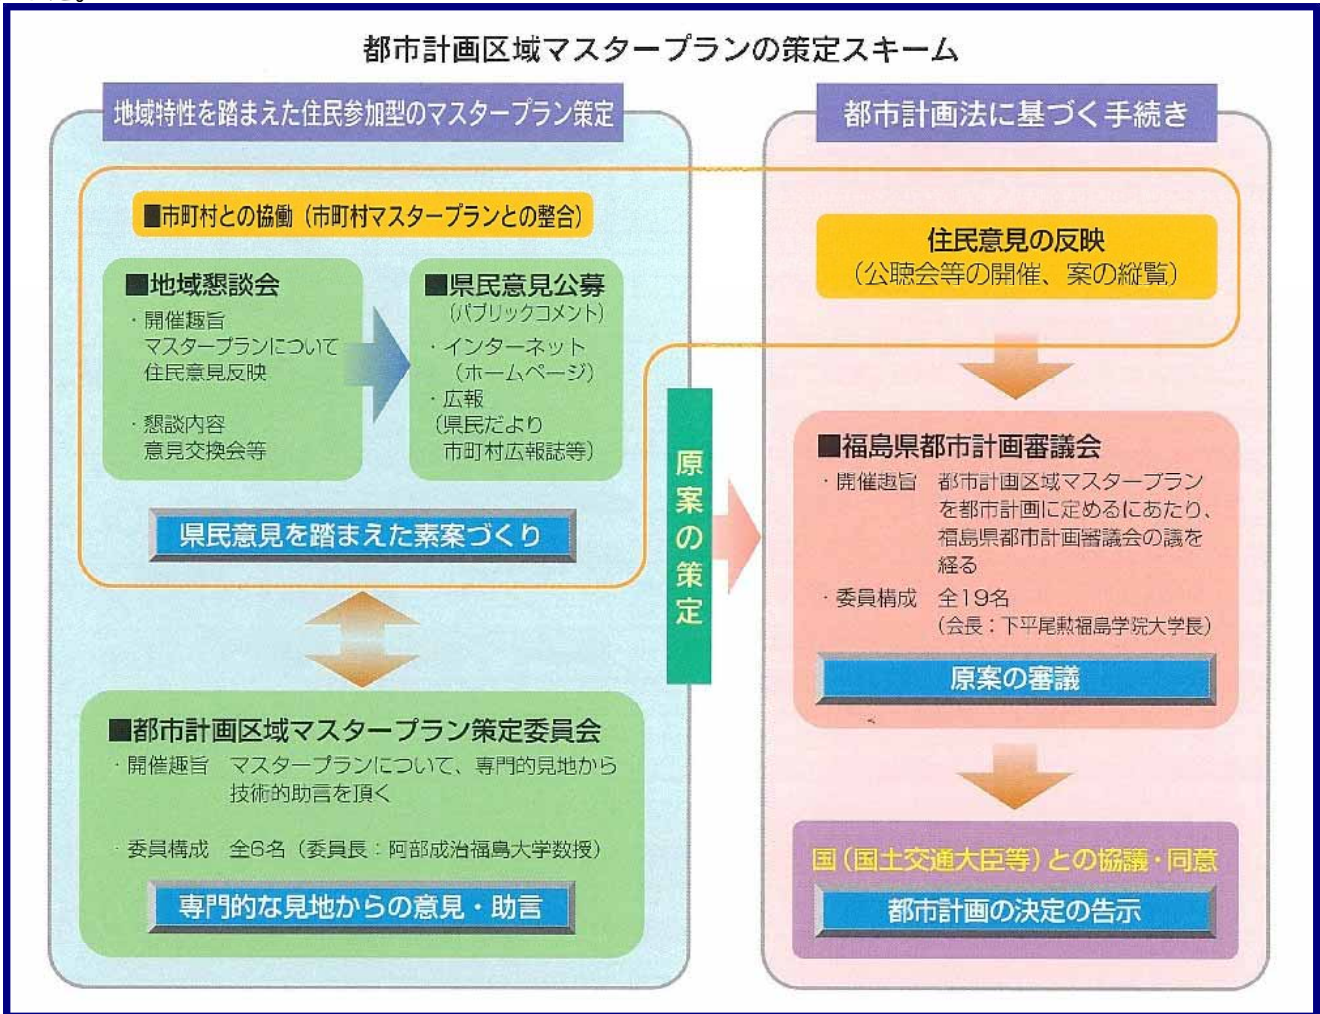 都市計画区域マスタープランの策定スキーム
地域特性を踏まえた住民参加型のマスタープラン策定
■市町村との協働（市町村マスタープランとの整合）
■地域懇談会
・開催趣旨
マスタープランについて
住民意見反映
・懇談内容
意見交換会等
■県民意見公募
（パブリックコメント）
・インターネット
（ホームページ）
・広報
（県民だより
市町村広報誌等）
県民意見を踏まえた素案づくり
■都市計画区域マスタープラン策定委員会
・開催趣旨　マスタープランについて、専門的見地から
技術的助言を頂く
・委員構成　全6名（委員長：阿部成治福島大学教授）
専門的な見地からの意見・助言
原案の策定
都市計画法に基づく手続き
住民意見の反映
（公聴会等の開催、案の縦覧）
■福島県都市計画審議会
・開催趣旨　都市計画区域マスタープラン
を都市計画に定めるにあたり、
福島県都市計画審議会の議を
経る
・委員構成　全19名
（会長：下平尾勲福島学院大学長）
原案の審議
国（国土交通大臣等）との協議・同意
都市計画の決定の告示